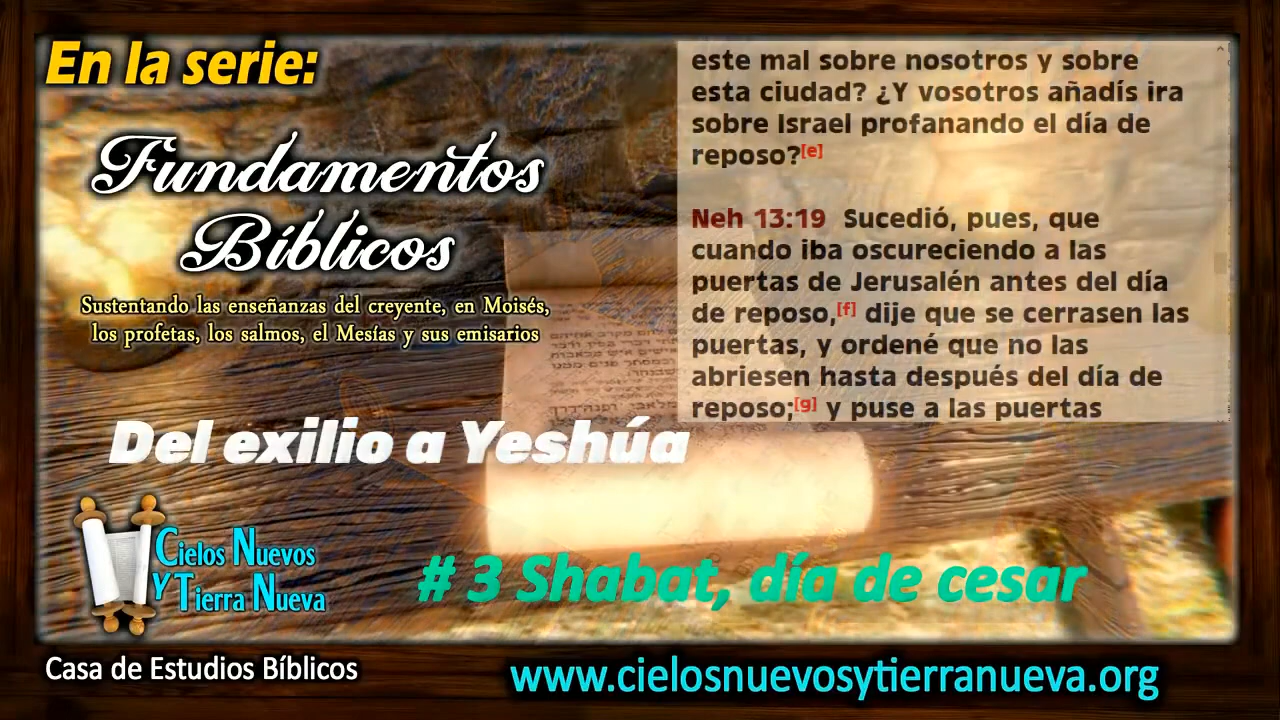 En la serie:
Fundamentos
Bíblicos
Sustentando las enseñanzas del creyente, en Moisés,
los profetas, los salmos, el Mesías y sus emisarios
este mal sobre nosotros y sobre
esta ciudad? ¿Y vosotros añadís ira
sobre Israel profanando el día de
reposo?[e]
Neh 13:19 Sucedió, pues, que
cuando iba oscureciendo a las
puertas de Jerusalén antes del día
de reposo,[f] dije que se cerrasen las
puertas, y ordené que no las
abriesen hasta después del día de
reposo;[g] y puse a las puertas
Del exilio a Yeshúa
Cielos Nuevos
Y Tierra Nueva
# 3 Shabat, día de cesar
Casa de Estudios Bíblicos
www.cielosnuevosytierranueva.org